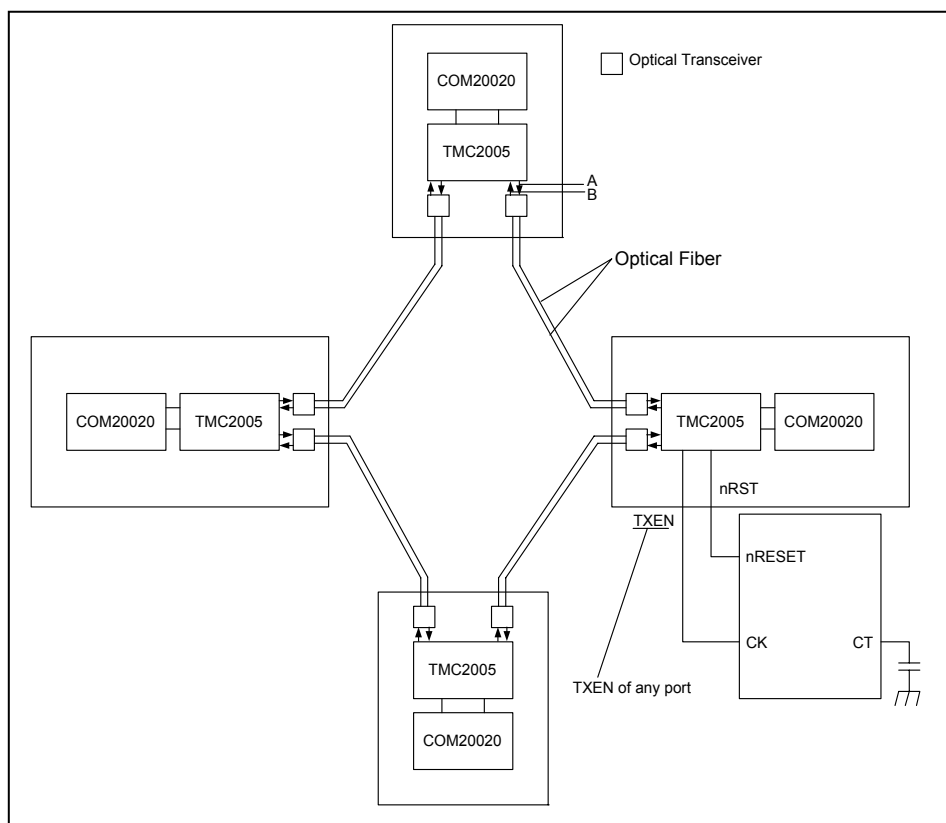 Optical Transceiver
COM20020
TMC2005
A
B
Optical Fiber
COM20020
TMC2005
TMC2005
COM20020
nRST
TXEN
nRESET
CK
CT
TXEN of any port
TMC2005
COM20020